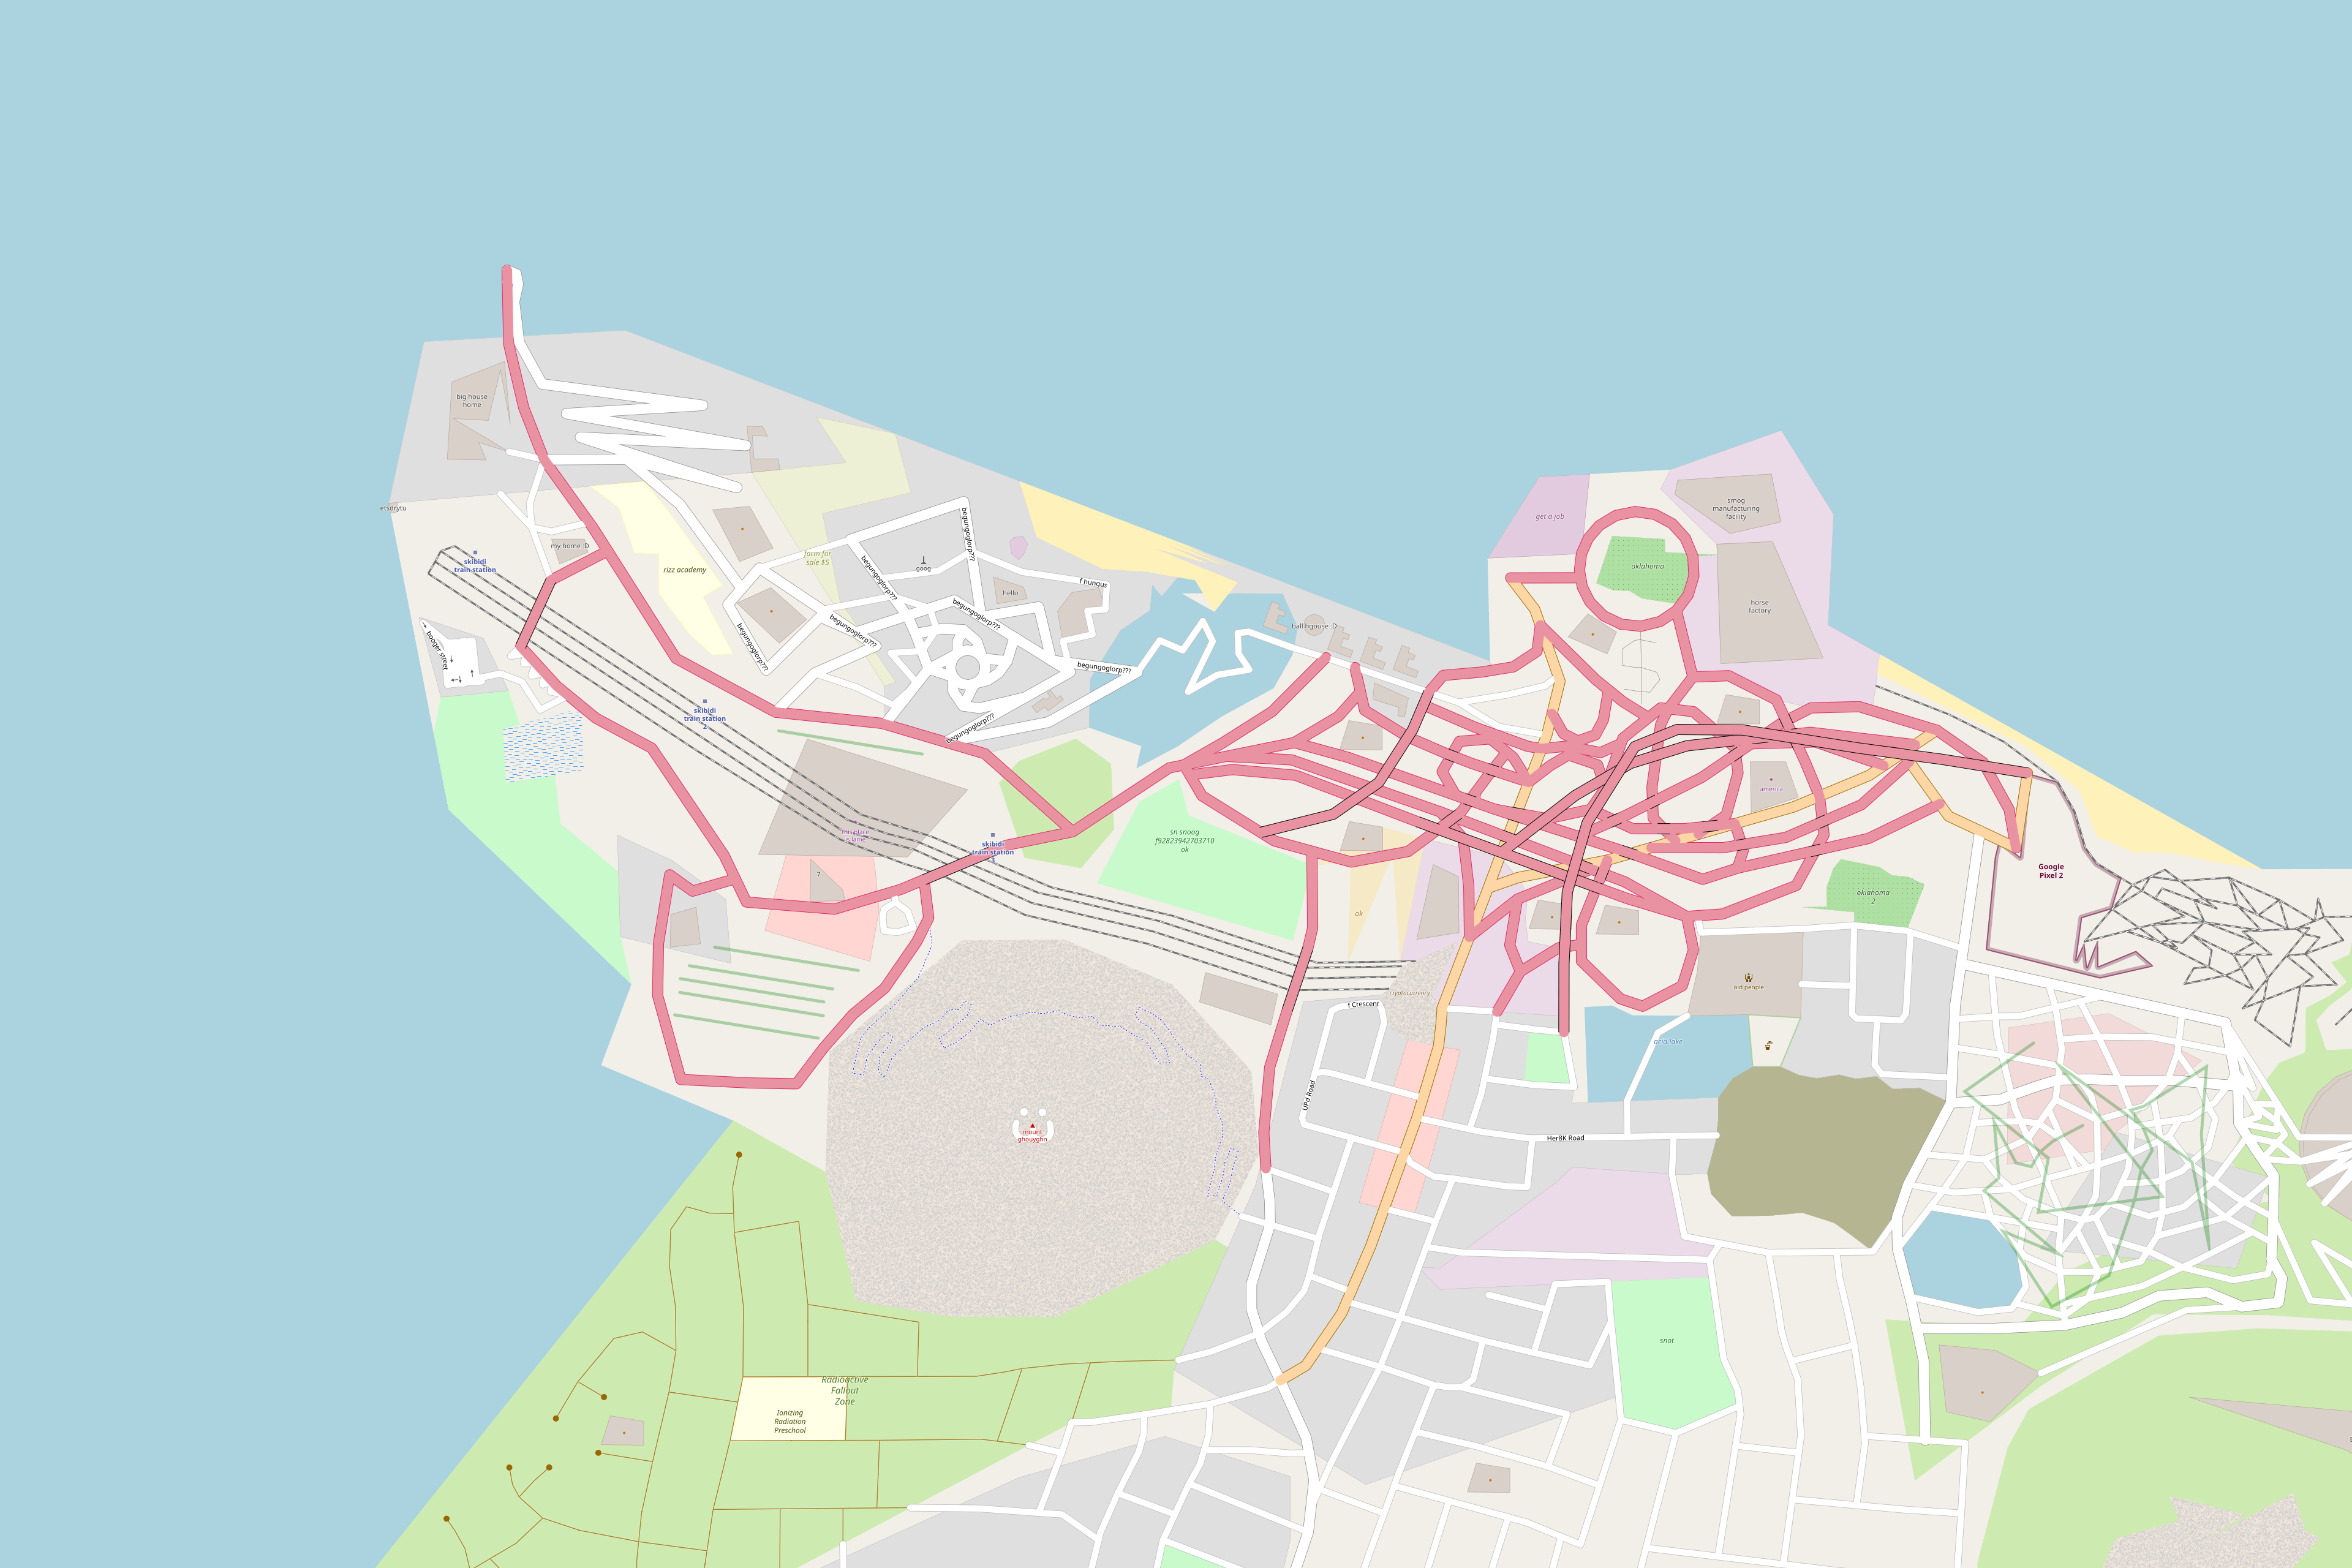 big house
home
etsdrytu
my home :D
skibidi
train station
rizz academy
farm for
sale $5
goog
begungoglorp???
begungoglorp???
begungoglorp???
begungoglorp???
begungoglorp???
begungoglorp???
begungoglorp???
hello
f hungus
ball hgouse :D
booger street
skibidi
train station
2
skibidi
train station
3
this place
is lame
?
sn snoog
f92823942703710
ok
ok
get a job
oklahoma
smog
manufacturing
facility
horse
factory
america
oklahoma
2
Google
Pixel 2
old people
cryptocurrency
acid lake
t Crescent
UPd Road
Her8K Road
mount
ghouyghn
snot
Radioactive
Fallout
Zone
Ionizing
Radiation
Preschool